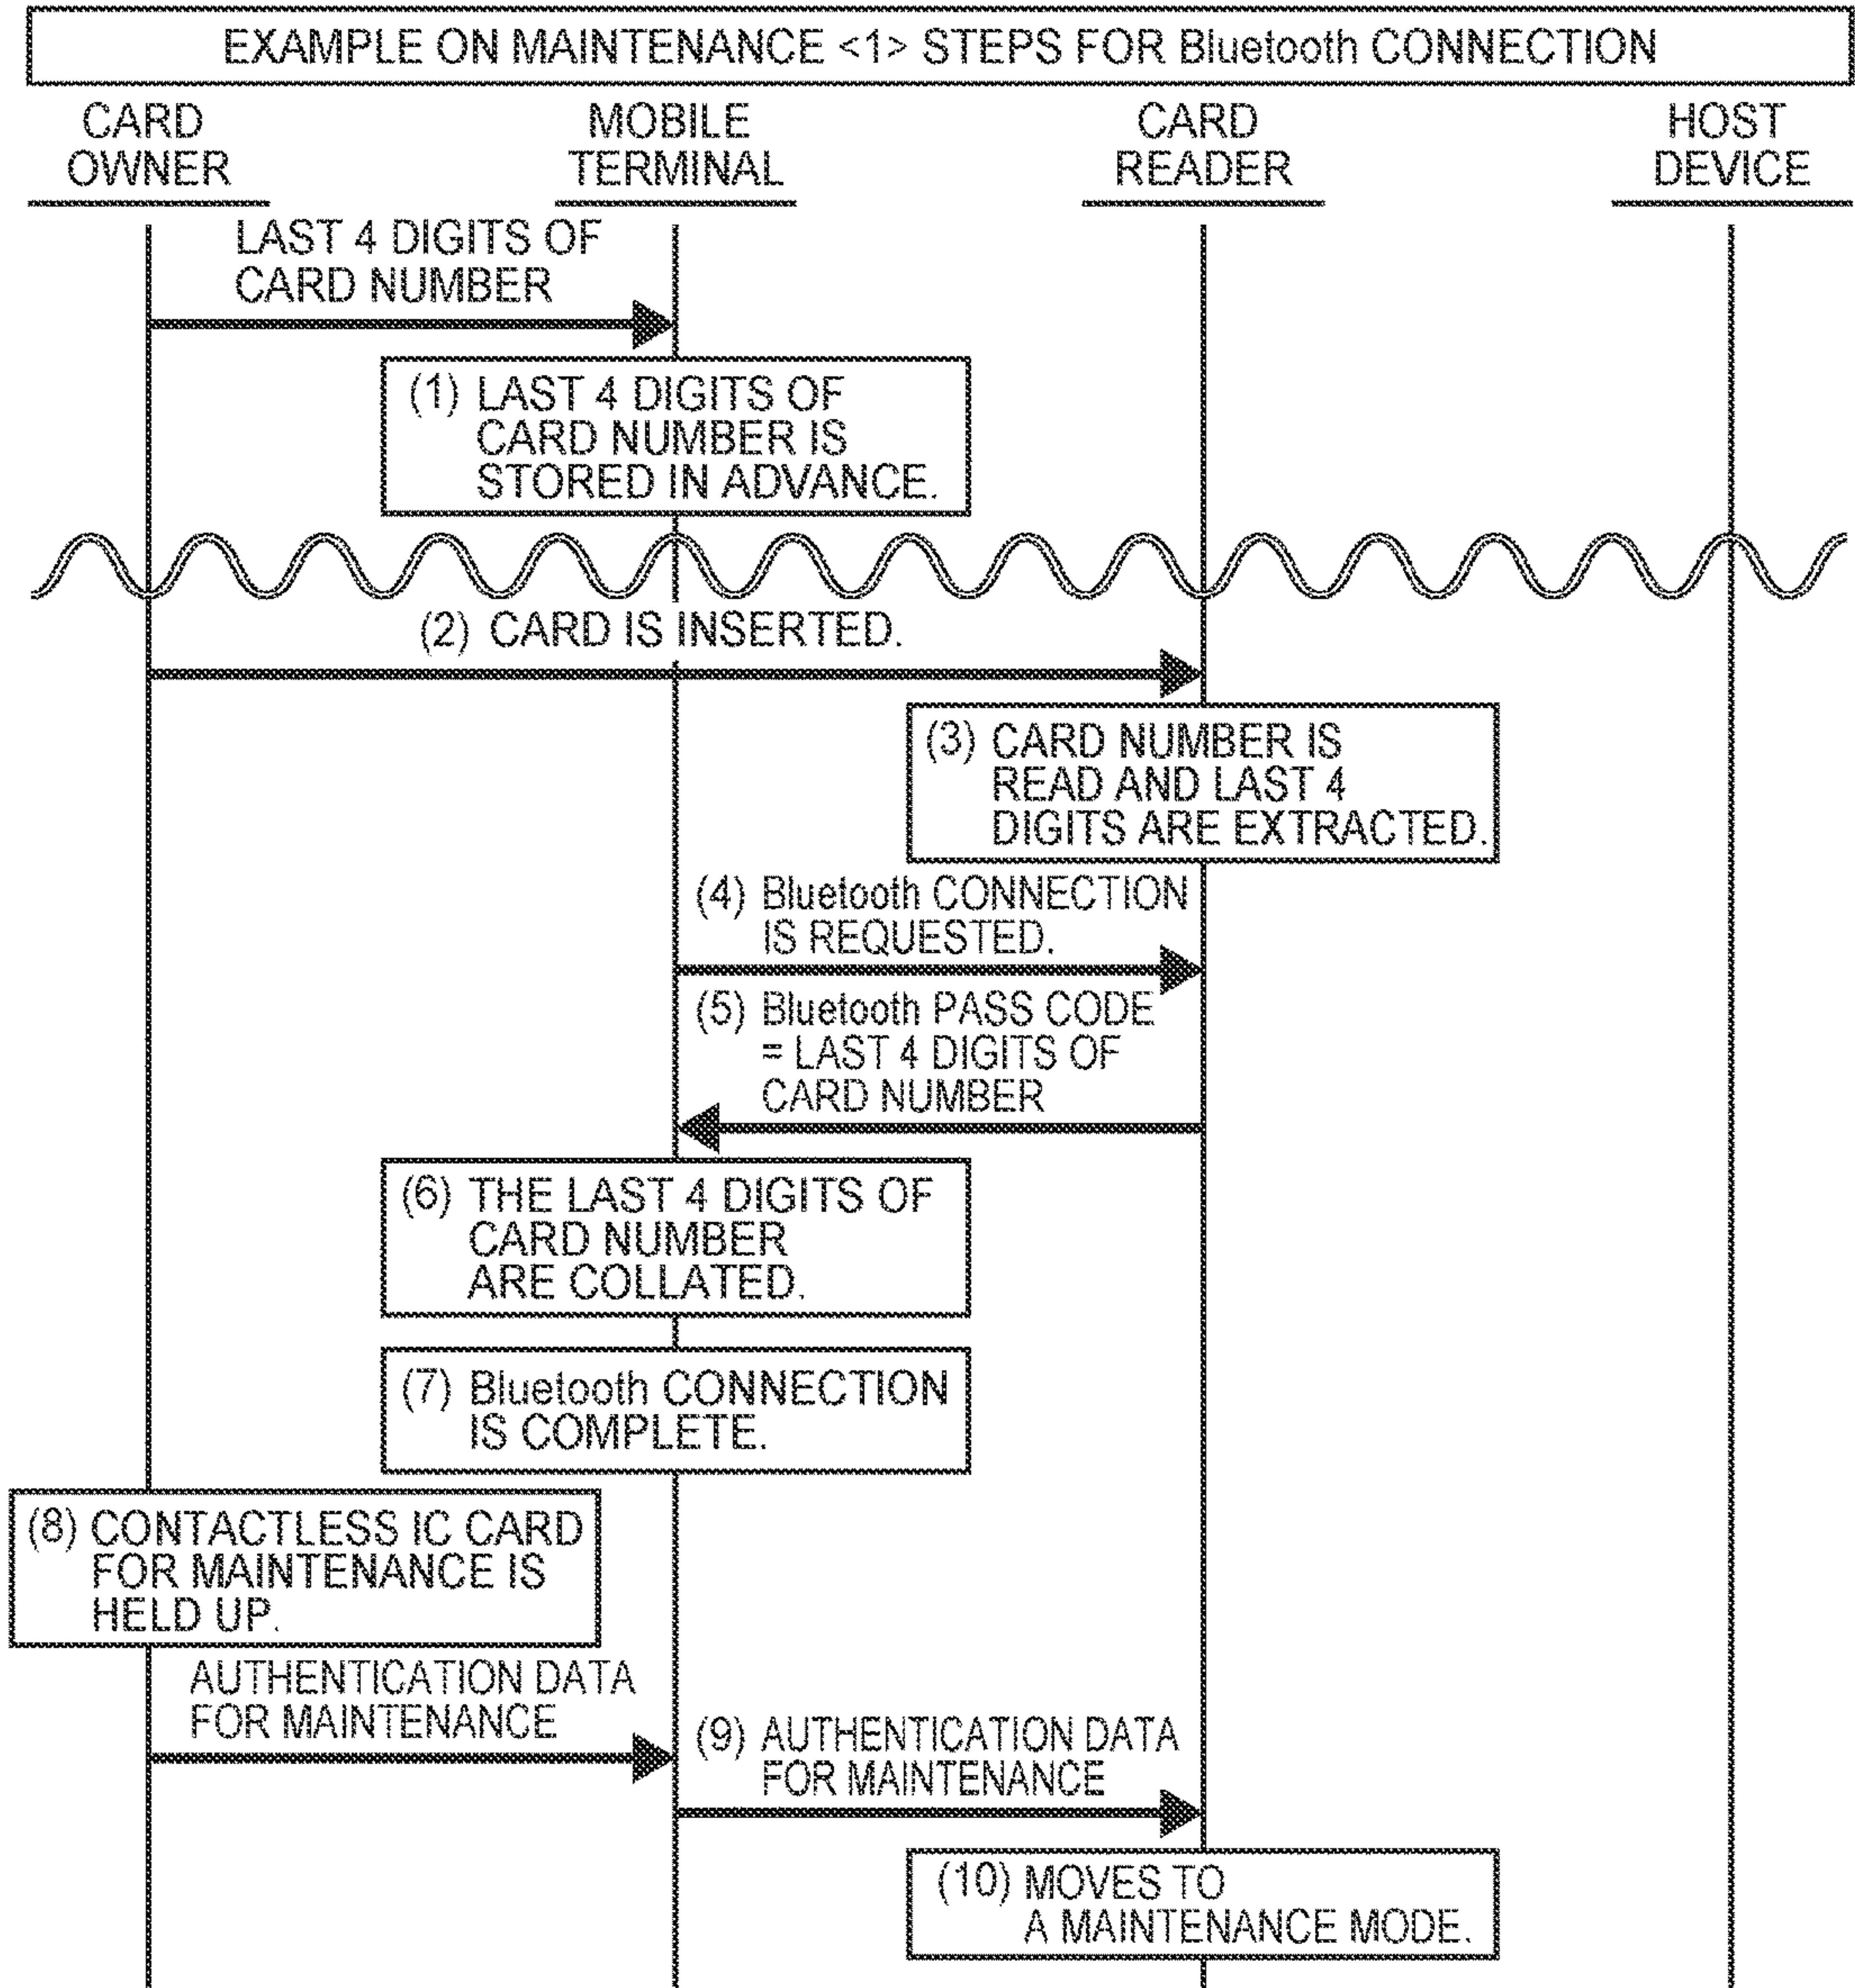 EXAMPLE ON MAINTENANCE <1> STEPS FOR Bluetooth CONNECTION
CARD
OWNER
MOBILE
TERMINAL
CARD
READER
HOST
DEVICE
LAST 4 DIGITS OF
CARD NUMBER
(1) LAST 4 DIGITS OF
CARD NUMBER IS
STORED IN ADVANCE.
(2) CARD IS INSERTED.
(3) CARD NUMBER IS
READ AND LAST 4
DIGITS ARE EXTRACTED.
(4) Bluetooth CONNECTION
IS REQUESTED.
(5) Bluetooth PASS CODE
= LAST 4 DIGITS OF
CARD NUMBER
(6) THE LAST 4 DIGITS OF
CARD NUMBER
ARE COLLATED.
(7) Bluetooth CONNECTION
IS COMPLETE.
(8) CONTACTLESS IC CARD
FOR MAINTENANCE IS
HELD UP.
AUTHENTICATION DATA
FOR MAINTENANCE
(9) AUTHENTICATION DATA
FOR MAINTENANCE
(10) MOVES TO
A MAINTENANCE MODE.